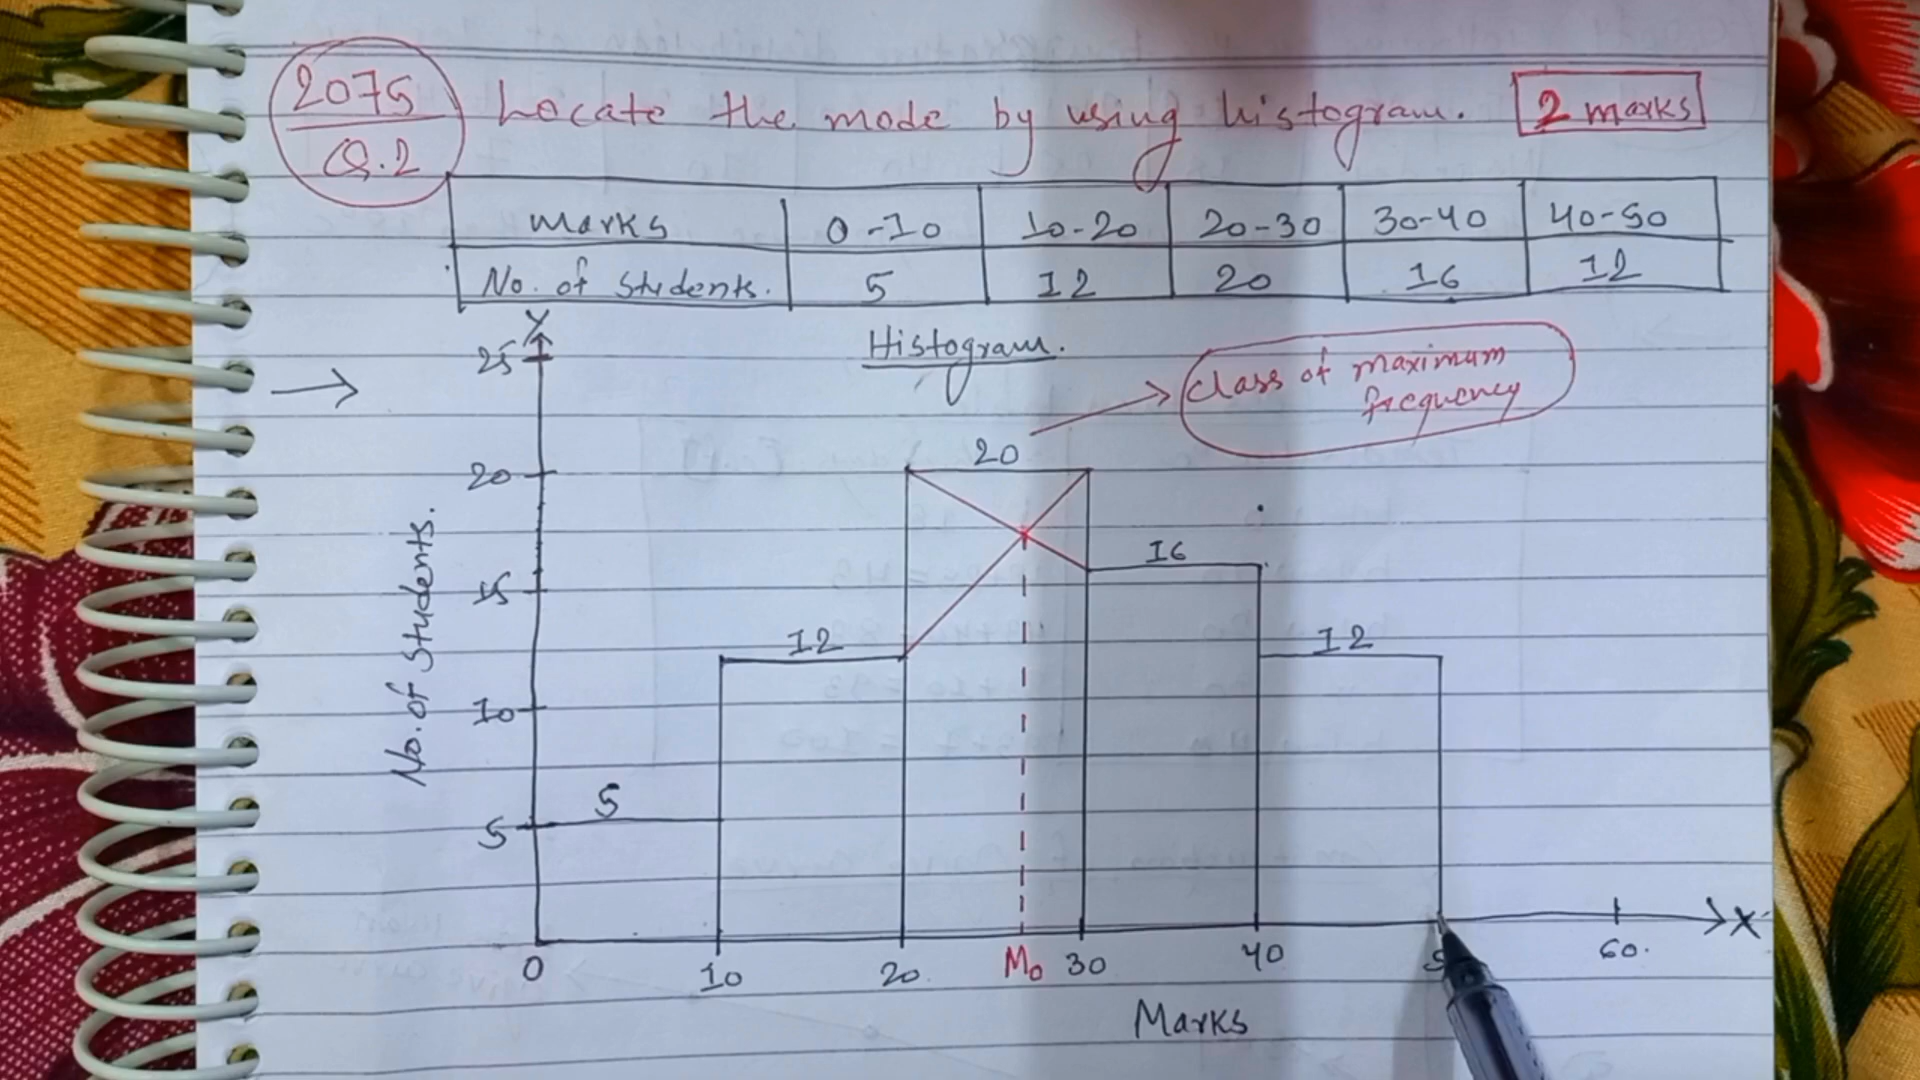 2075
Q.2
Locate the mode by using histogram. 2 marks
Marks 0-10 10-20 20-30 30-40 40-50
No. of Students. 5 12 20 16 12
Y
Histogram.
Class of maximum
frequency
25
20
15
10
5
No. of Students.
5
12
20
16
12
0 10 20 Mo 30 40 60.
X
Marks